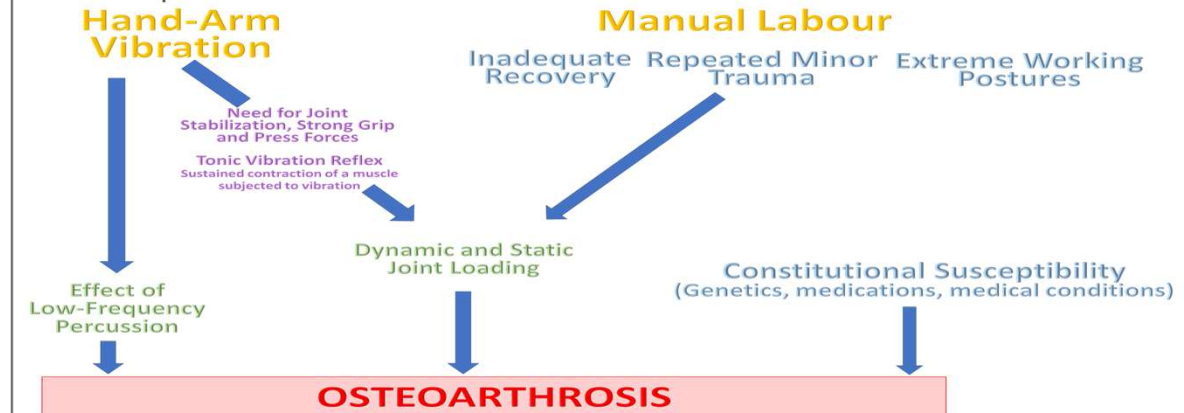 Hand-Arm
Vibration
Manual Labour
Inadequate
Recovery
Repeated Minor
Trauma
Extreme Working
Postures
Need for Joint
Stabilization, Strong Grip
and Press Forces
Tonic Vibration Reflex
Sustained contraction of a muscle
subjected to vibration
Dynamic and Static
Joint Loading
Effect of
Low-Frequency
Percussion
Constitutional Susceptibility
(Genetics, medications, medical conditions)
OSTEOARTHROSIS